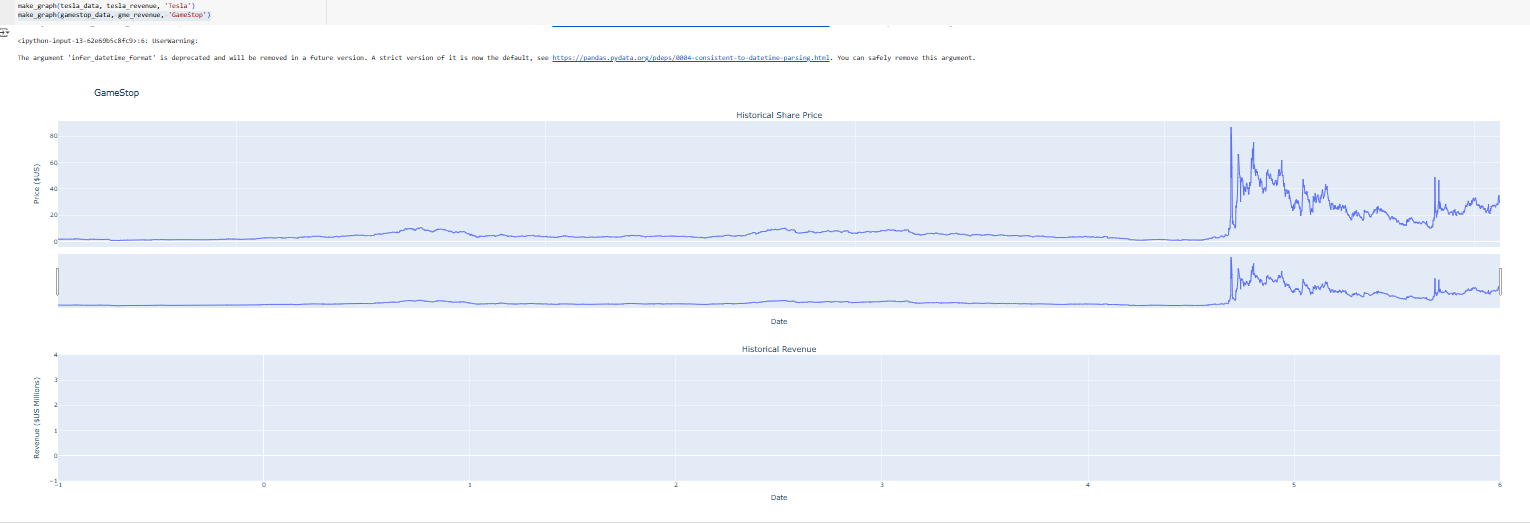 make_graph(tesla_data, tesla_revenue, 'Tesla')
make_graph(gamestop_data, gme_revenue, 'GameStop')
<ipython-input-13-62e69b5c8fc9>:6: UserWarning:
The argument 'infer_datetime_format' is deprecated and will be removed in a future version. A strict version of it is now the default, see https://pandas.pydata.org/pdeps/0004-consistent-to-datetime-parsing.html. You can safely remove this argument.
GameStop
Historical Share Price
Price ($US)
80
60
40
20
0
Date
Historical Revenue
Revenue ($US Millions)
4
3
2
1
0
−1
−1 0 1 2 3 4 5 6
Date